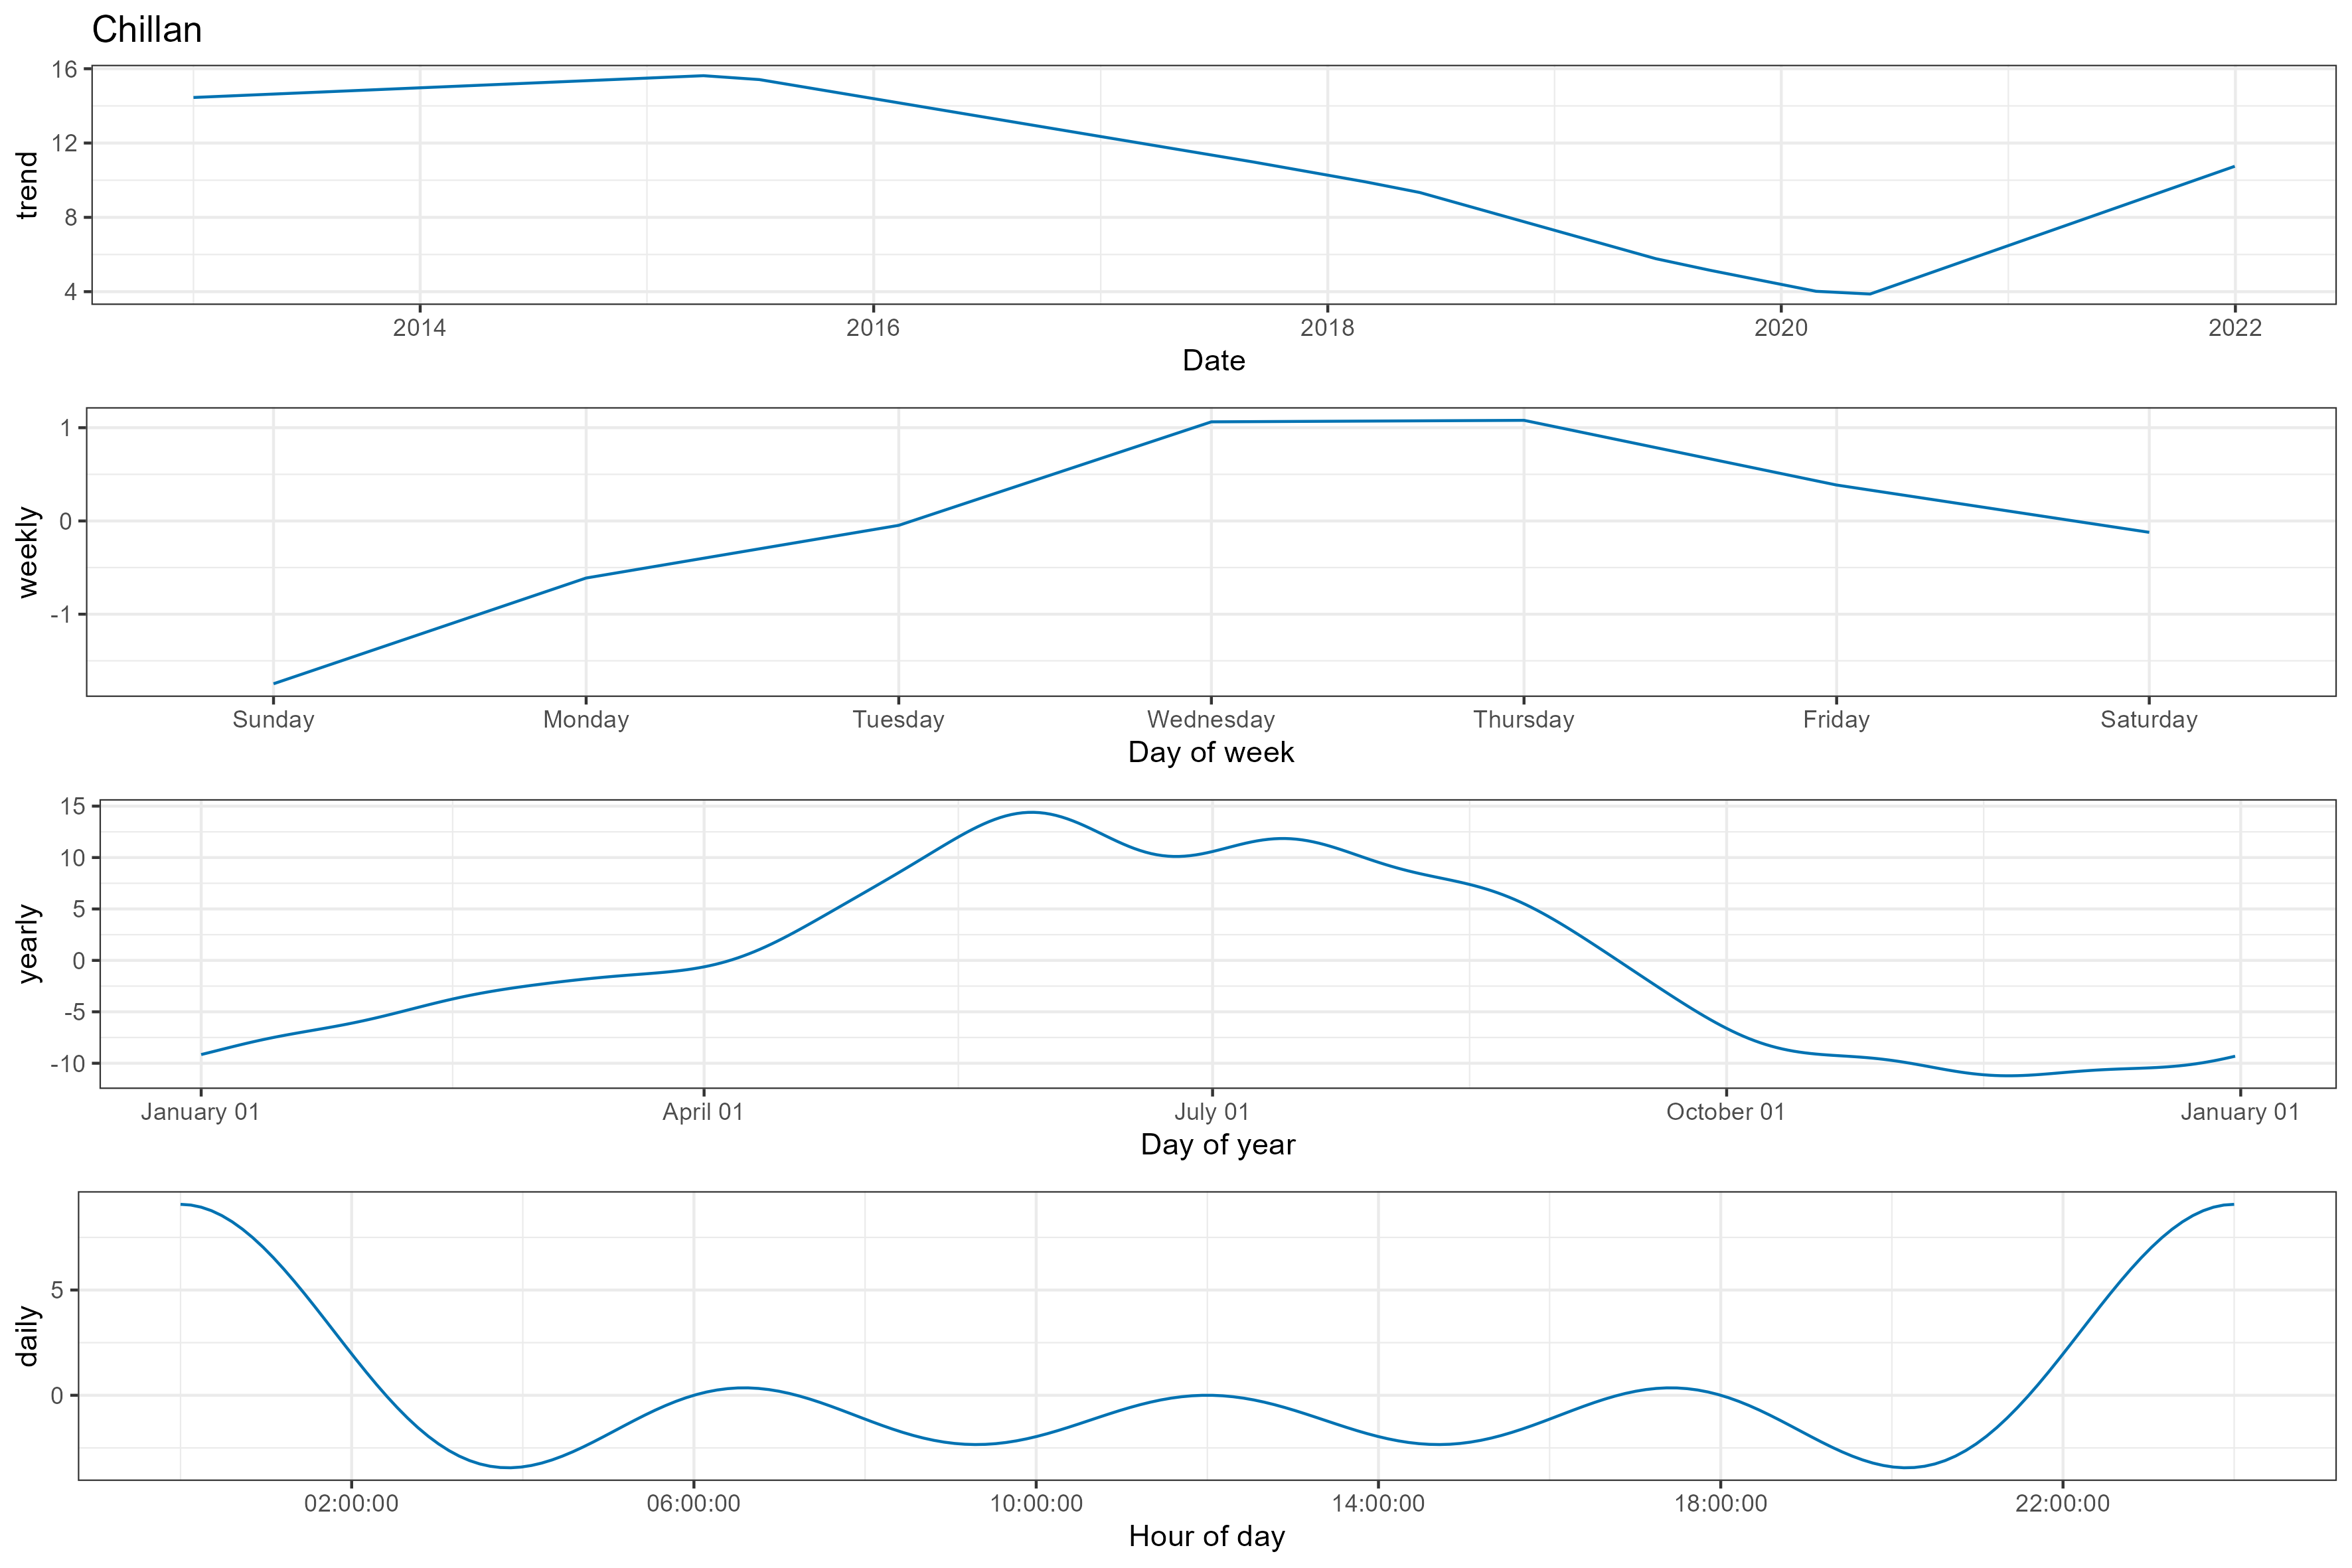 Chillan
trend
16
12
8
4
2014 2016 2018 2020 2022
Date
weekly
1
0
-1
Sunday Monday Tuesday Wednesday Thursday Friday Saturday
Day of week
yearly
15
10
5
0
-5
-10
January 01 April 01 July 01 October 01 January 01
Day of year
daily
5
0
02:00:00 06:00:00 10:00:00 14:00:00 18:00:00 22:00:00
Hour of day